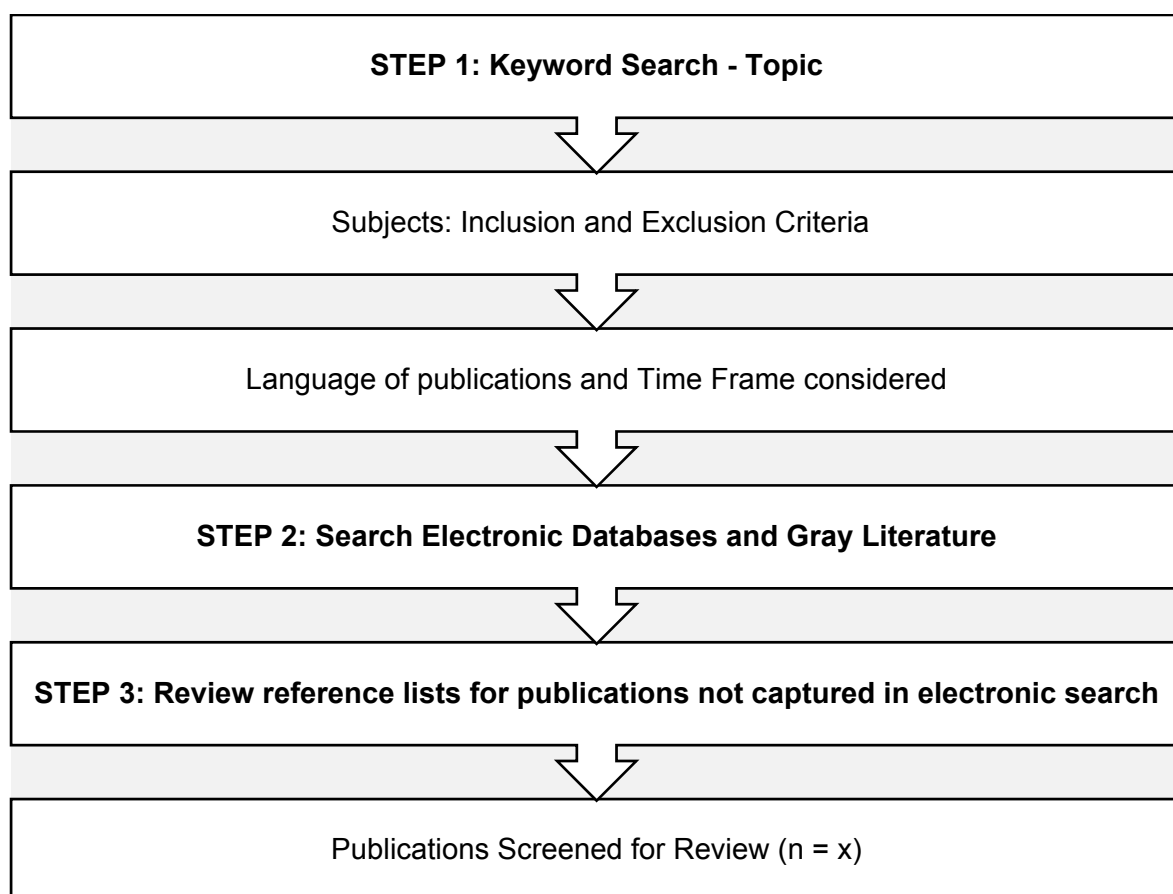 STEP 1: Keyword Search - Topic
Subjects: Inclusion and Exclusion Criteria
Language of publications and Time Frame considered
STEP 2: Search Electronic Databases and Gray Literature
STEP 3: Review reference lists for publications not captured in electronic search
Publications Screened for Review (n = x)